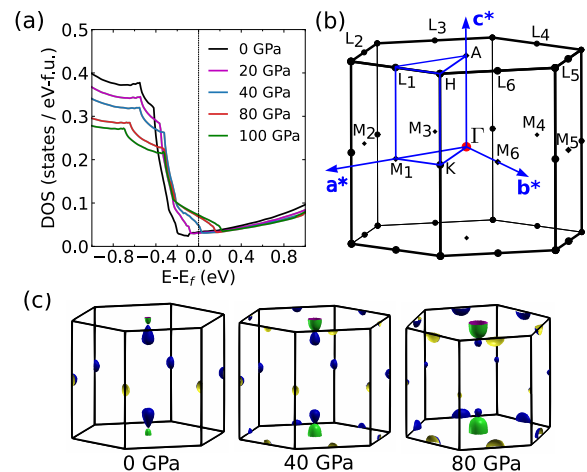 (a)
DOS (states / eV-f.u.)
0.5
0.4
0.3
0.2
0.1
0.0
−0.8
−0.4
0.0
0.4
0.8
E-E_f (eV)
0 GPa
20 GPa
40 GPa
80 GPa
100 GPa
(b)
c*
L2
L3
L4
A
L1
H
L6
L5
M2
M3
Γ
M4
M5
M1
K
M6
a*
b*
(c)
0 GPa
40 GPa
80 GPa